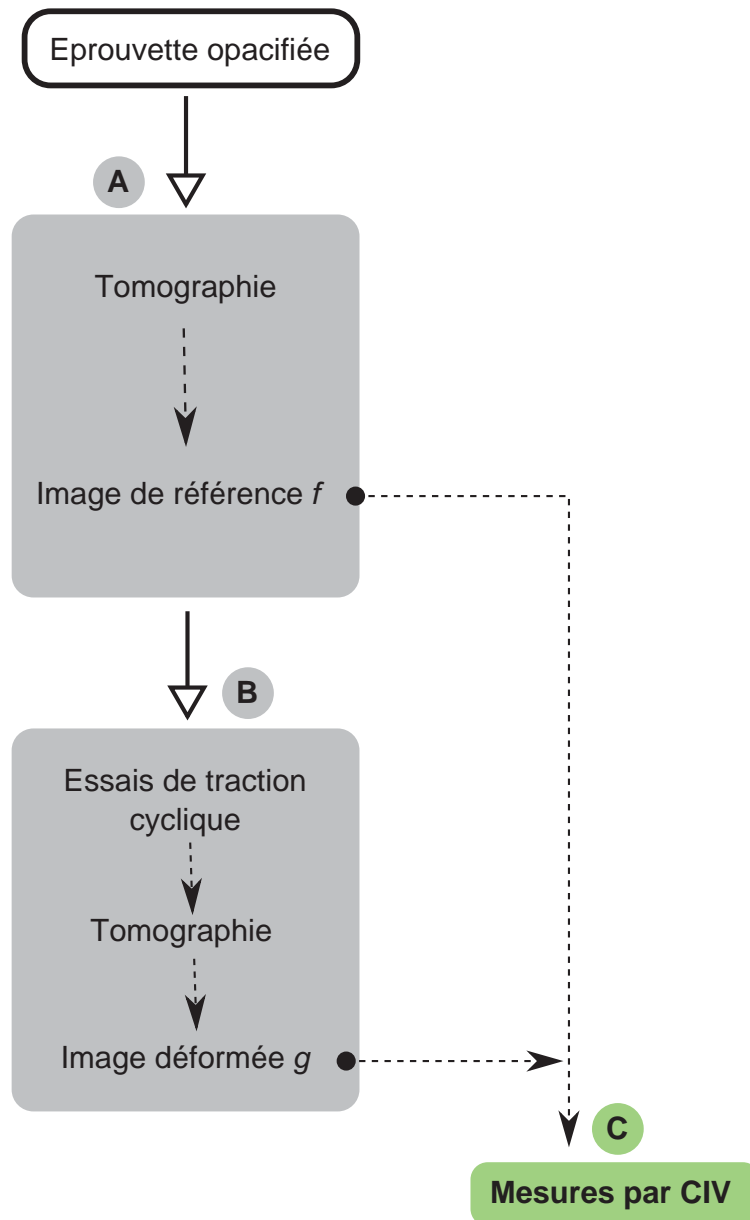 Eprouvette opacifiée
A
Tomographie
Image de référence f
B
Essais de traction
cyclique
Tomographie
Image déformée g
C
Mesures par CIV